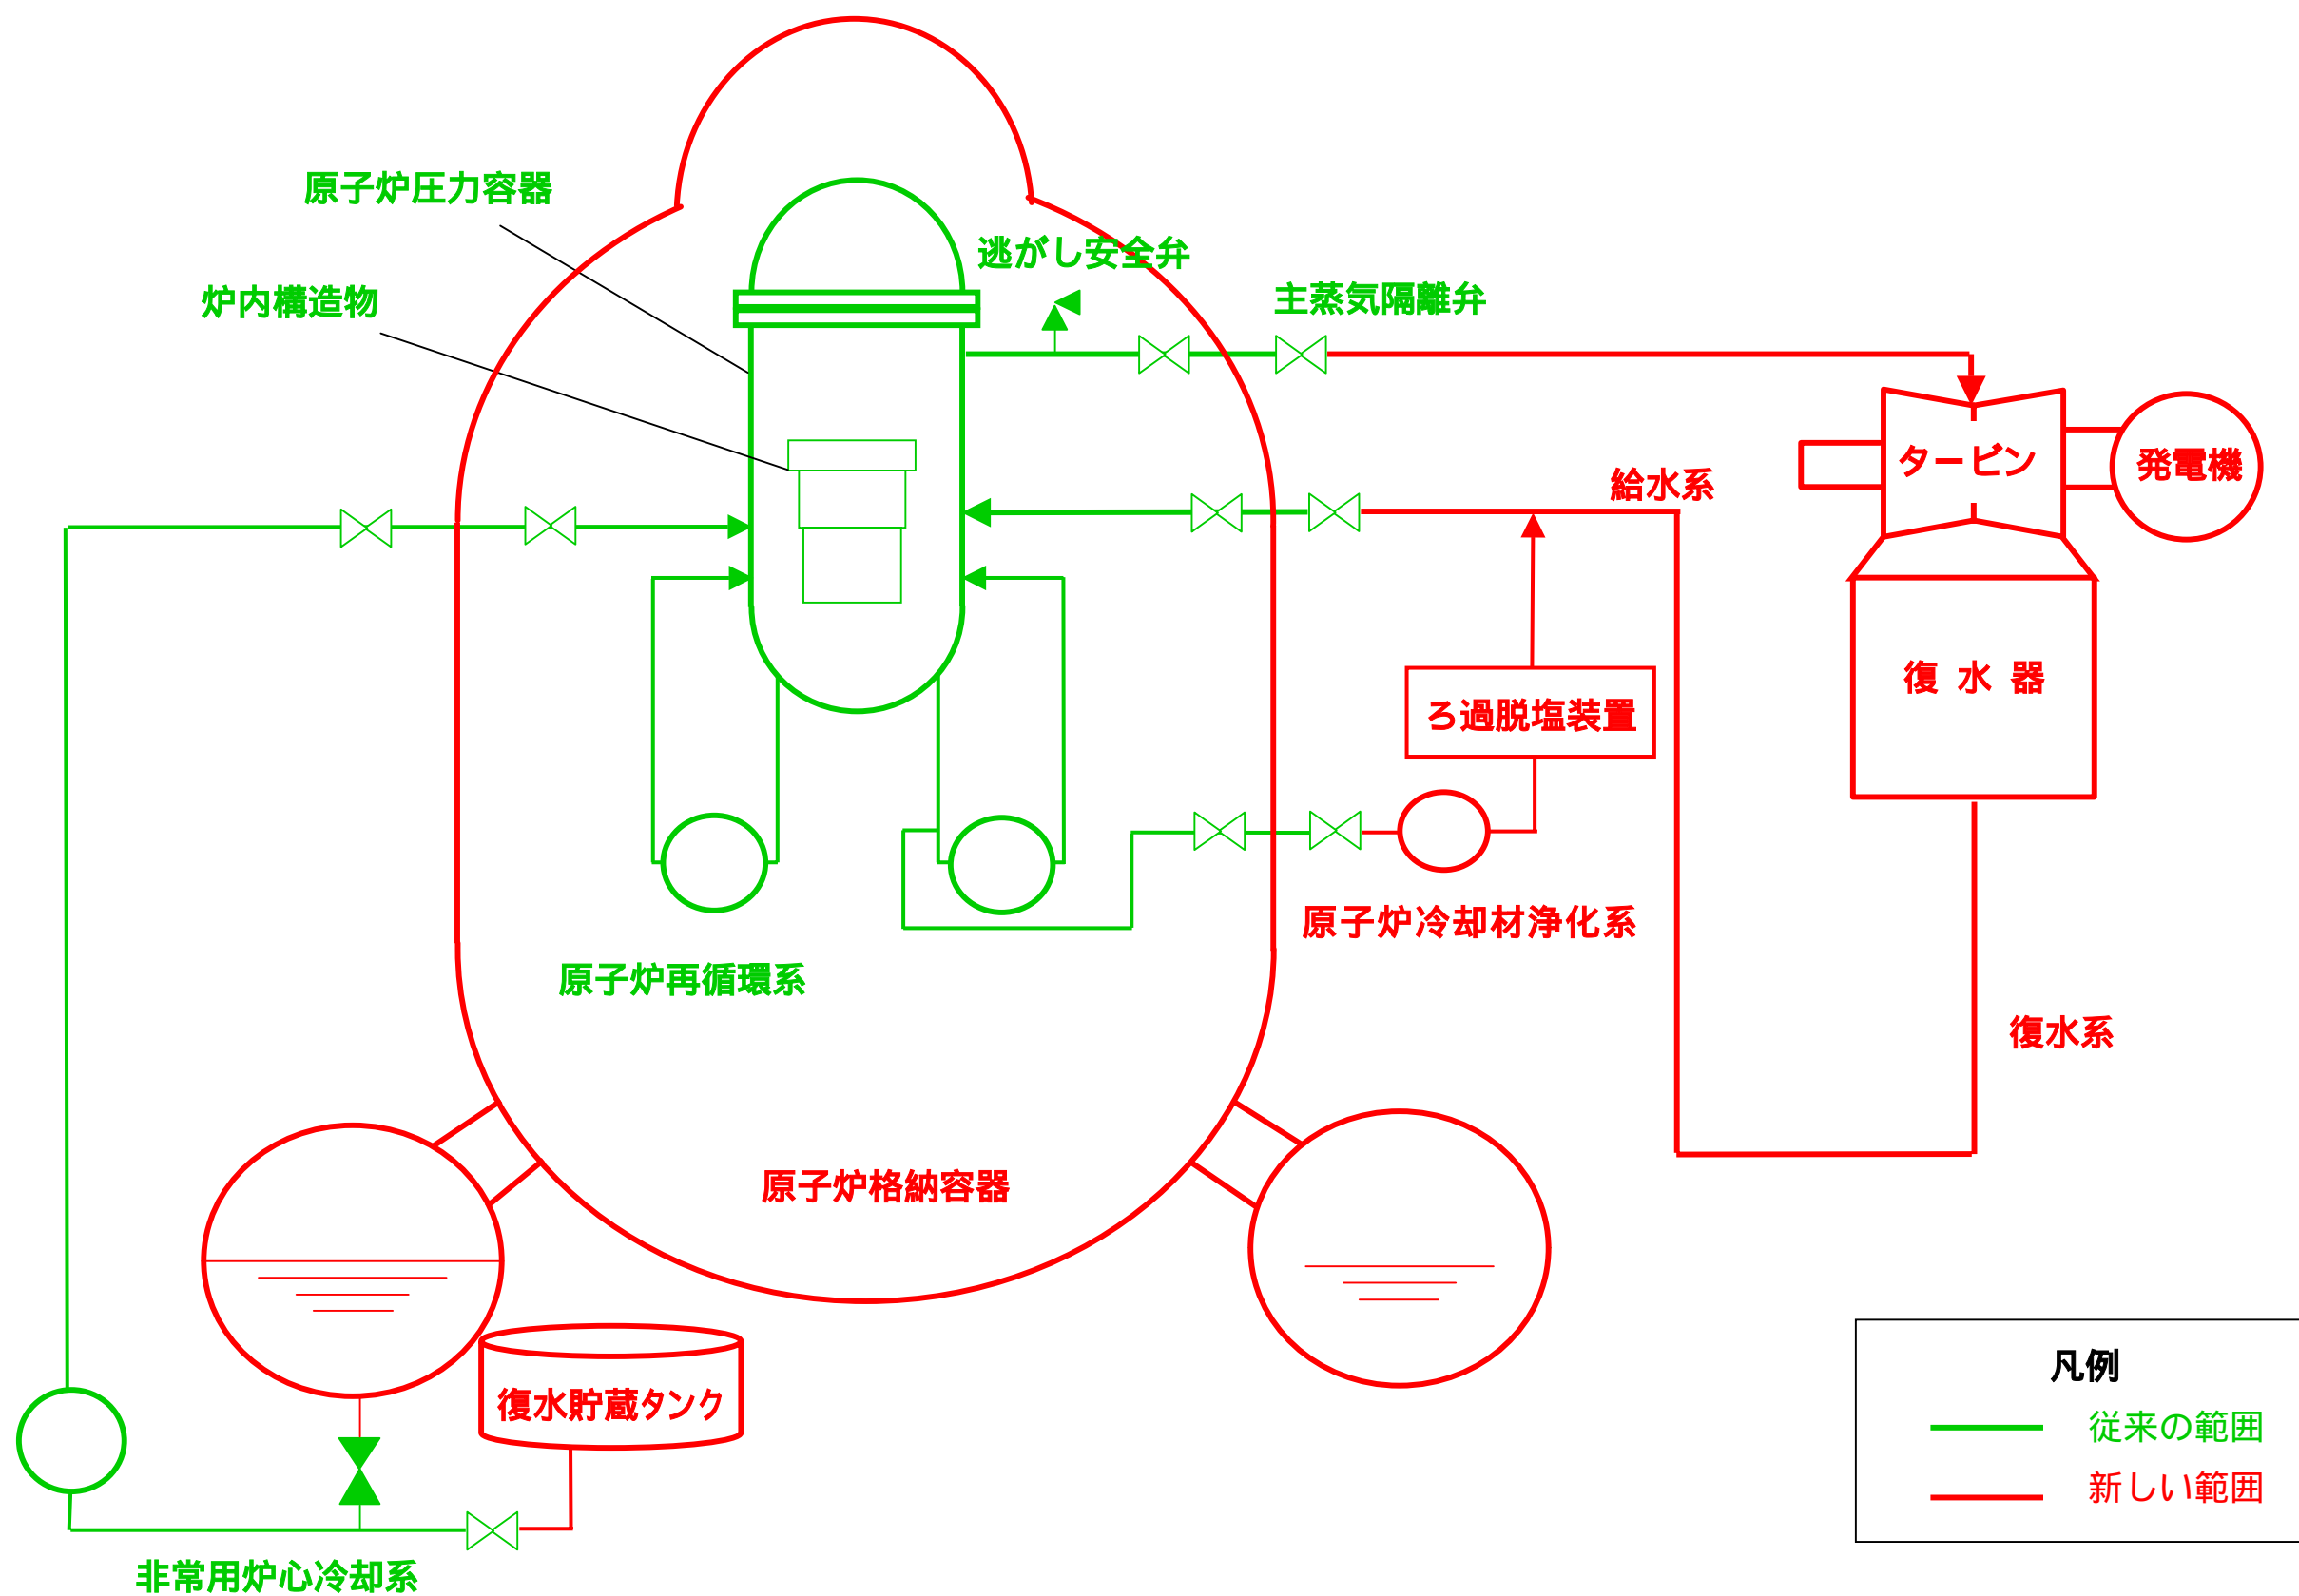 原子炉圧力容器
逃がし安全弁
炉内構造物
主蒸気隔離弁
タービン
発電機
給水系
復 水 器
ろ過脱塩装置
原子炉冷却材浄化系
原子炉再循環系
復水系
原子炉格納容器
復水貯蔵タンク
凡例
従来の範囲
新しい範囲
非常用炉心冷却系